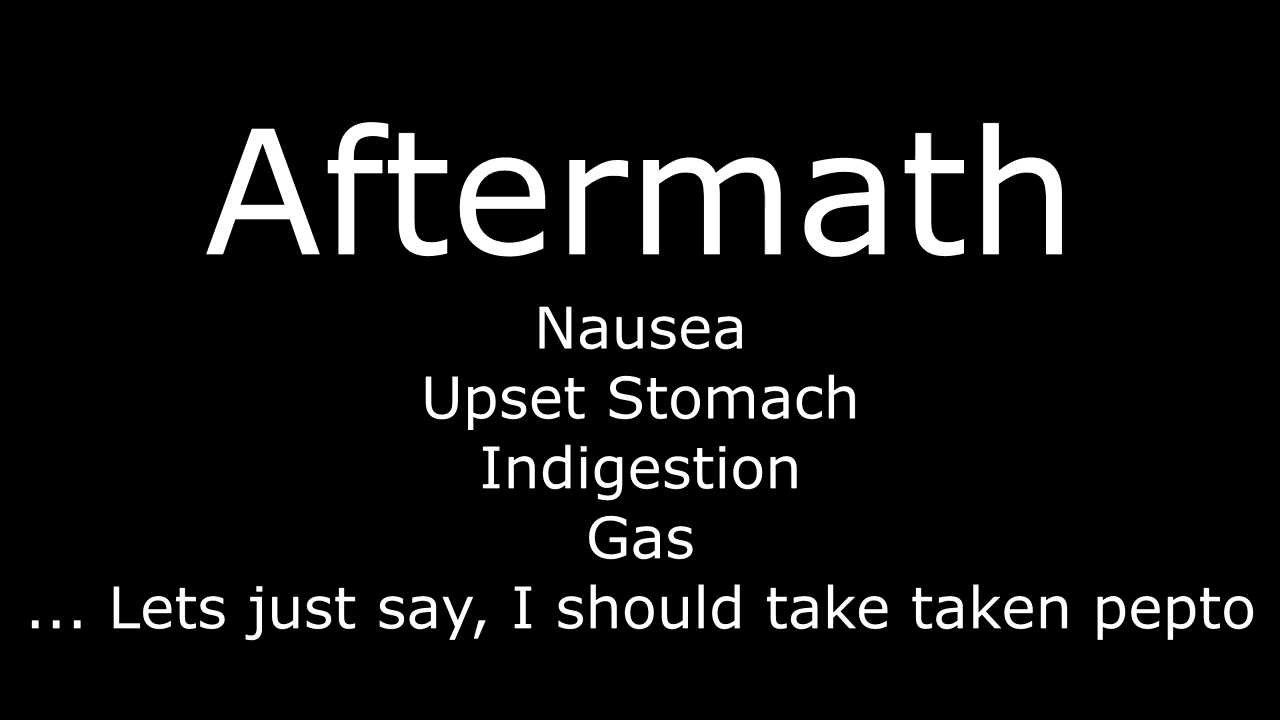 Aftermath
Nausea
Upset Stomach
Indigestion
Gas
... Lets just say, I should take taken pepto